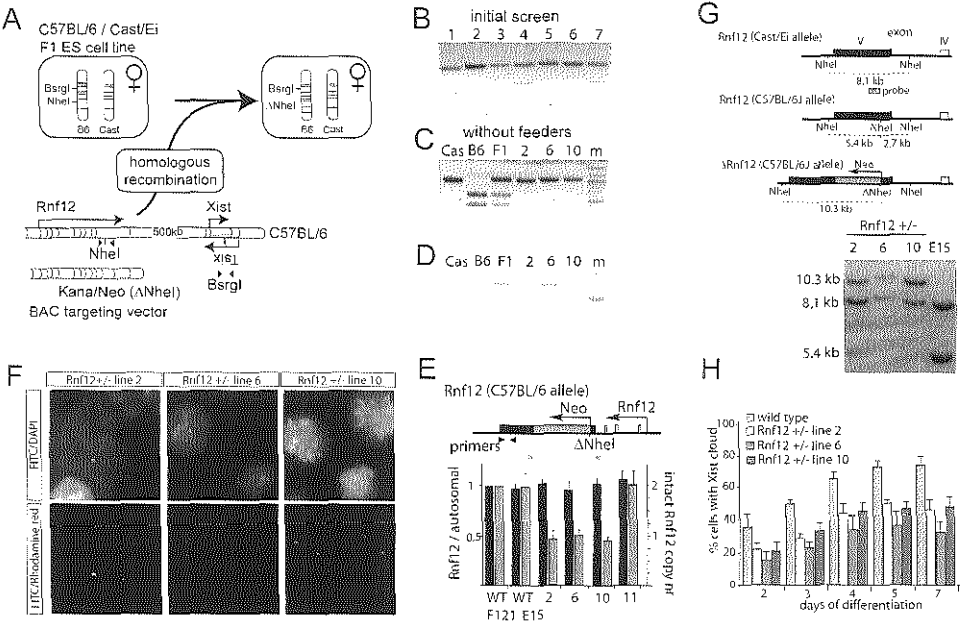 A
C57BL/6 / Cast/Ei
F1 ES cell line
BsrgI
NheI
B6
Cast
BsrgI
ΔNheI
B6
Cast
homologous
recombination
Rnf12
Xist
500kb
C57BL/6
NheI
Tsix
BsrgI
Kana/Neo (ΔNheI)
BAC targeting vector
B
initial screen
1 2 3 4 5 6 7
C
without feeders
Cas B6 F1 2 6 10 m
D
Cas B6 F1 2 6 10 m
E
Rnf12 (C57BL/6 allele)
Neo
Rnf12
primers
ΔNheI
Rnf12 / autosomal
1
0.5
intact Rnf12 copy nr
2
1
WT WT 2 6 10 11
F121 E15
F
Rnf12+/- line 2
Rnf12 +/- line 6
Rnf12 +/- line 10
FITC/DAPI
FITC/Rhodamine red
G
exon
Rnf12 (Cast/Ei allele)
V
IV
NheI
NheI
8,1 kb
probe
Rnf12 (C57BL/6J allele)
NheI
NheI
NheI
5.4 kb
2.7 kb
Rnf12 (C57BL/6J allele)
Neo
NheI
ΔNheI
NheI
10.3 kb
Rnf12 +/-
2 6 10 E15
10.3 kb
8,1 kb
5.4 kb
H
wild type
Rnf12 +/- line 2
Rnf12 +/- line 6
Rnf12 +/- line 10
% cells with Xist cloud
100
80
60
40
20
0
2 3 4 5 7
days of differentiation